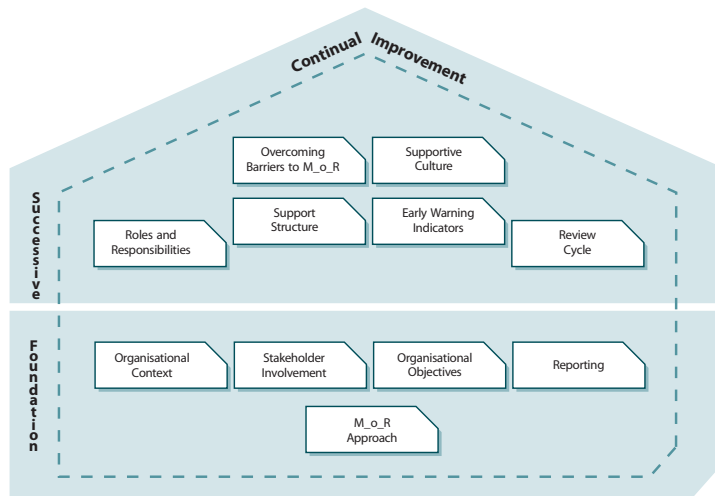 Continual Improvement
Overcoming
Barriers to M_o_R
Supportive
Culture
Successive
Roles and
Responsibilities
Support
Structure
Early Warning
Indicators
Review
Cycle
Foundation
Organisational
Context
Stakeholder
Involvement
Organisational
Objectives
Reporting
M_o_R
Approach